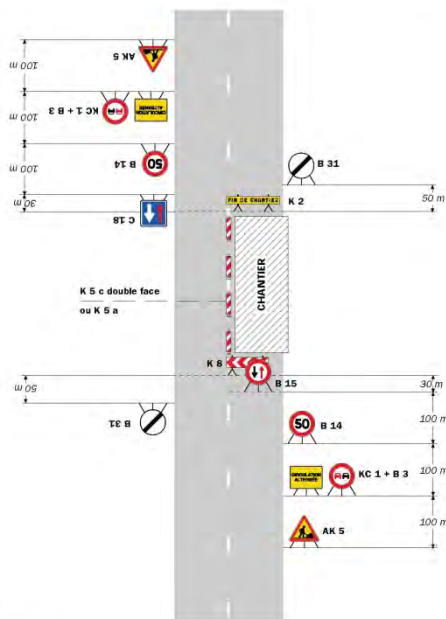 AK 5
100 m
KC 1 + B 3
CIRCULATION
ALTERNÉE
100 m
B 14
50
100 m
C 18
30 m
B 31
50 m
FIN DE CHANTIER
K 2
CHANTIER
K 5 c double face
ou K 5 a
K 8
B 15
50 m
B 31
30 m
50
B 14
100 m
CIRCULATION
ALTERNÉE
KC 1 + B 3
100 m
AK 5
100 m